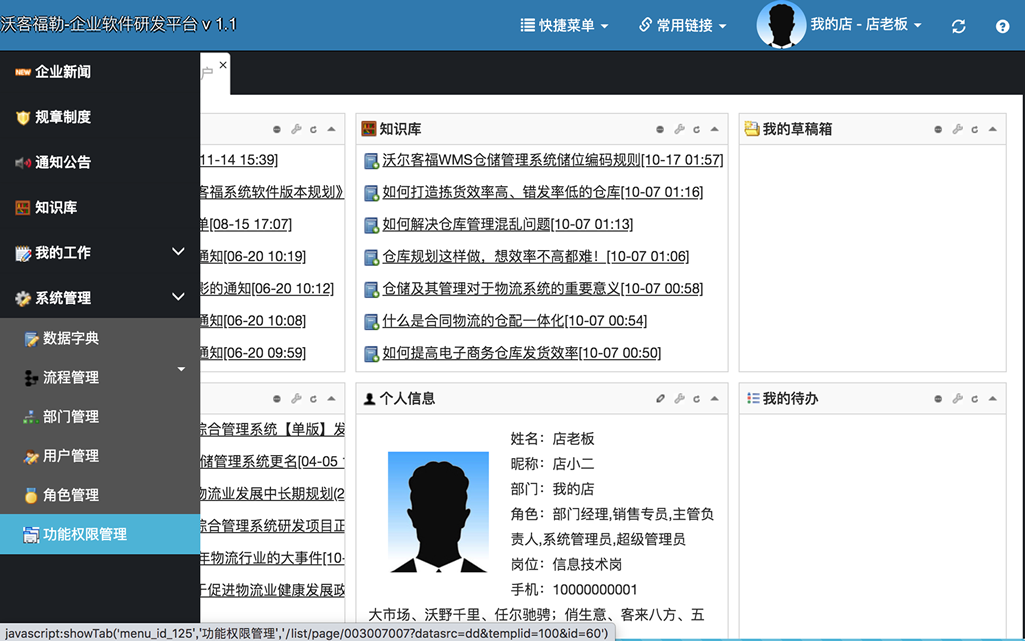 沃客福勒-企业软件研发平台 v 1.1
快捷菜单
常用链接
我的店 - 店老板
NEW 企业新闻
规章制度
通知公告
知识库
我的工作
系统管理
数据字典
流程管理
部门管理
用户管理
角色管理
功能权限管理
户
11-14 15:39]
客福系统软件版本规划》
单[08-15 17:07]
通知[06-20 10:19]
影的通知[06-20 10:12]
通知[06-20 10:08]
通知[06-20 09:59]
知识库
沃尔客福WMS仓储管理系统储位编码规则[10-17 01:57]
如何打造拣货效率高、错发率低的仓库[10-07 01:16]
如何解决仓库管理混乱问题[10-07 01:13]
仓库规划这样做，想效率不高都难！[10-07 01:06]
仓储及其管理对于物流系统的重要意义[10-07 00:58]
什么是合同物流的仓配一体化[10-07 00:54]
如何提高电子商务仓库发货效率[10-07 00:50]
我的草稿箱
综合管理系统【单版】发
储管理系统更名[04-05
物流业发展中长期规划(2
综合管理系统研发项目正
年物流行业的大事件[10-
于促进物流业健康发展政
个人信息
姓名：店老板
昵称：店小二
部门：我的店
角色：部门经理,销售专员,主管负
责人,系统管理员,超级管理员
岗位：信息技术岗
手机：10000000001
大市场、沃野千里、任尔驰骋；俏生意、客来八方、五
我的待办
javascript:showTab('menu_id_125','功能权限管理','/list/page/003007007?datasrc=dd&templid=100&id=60')